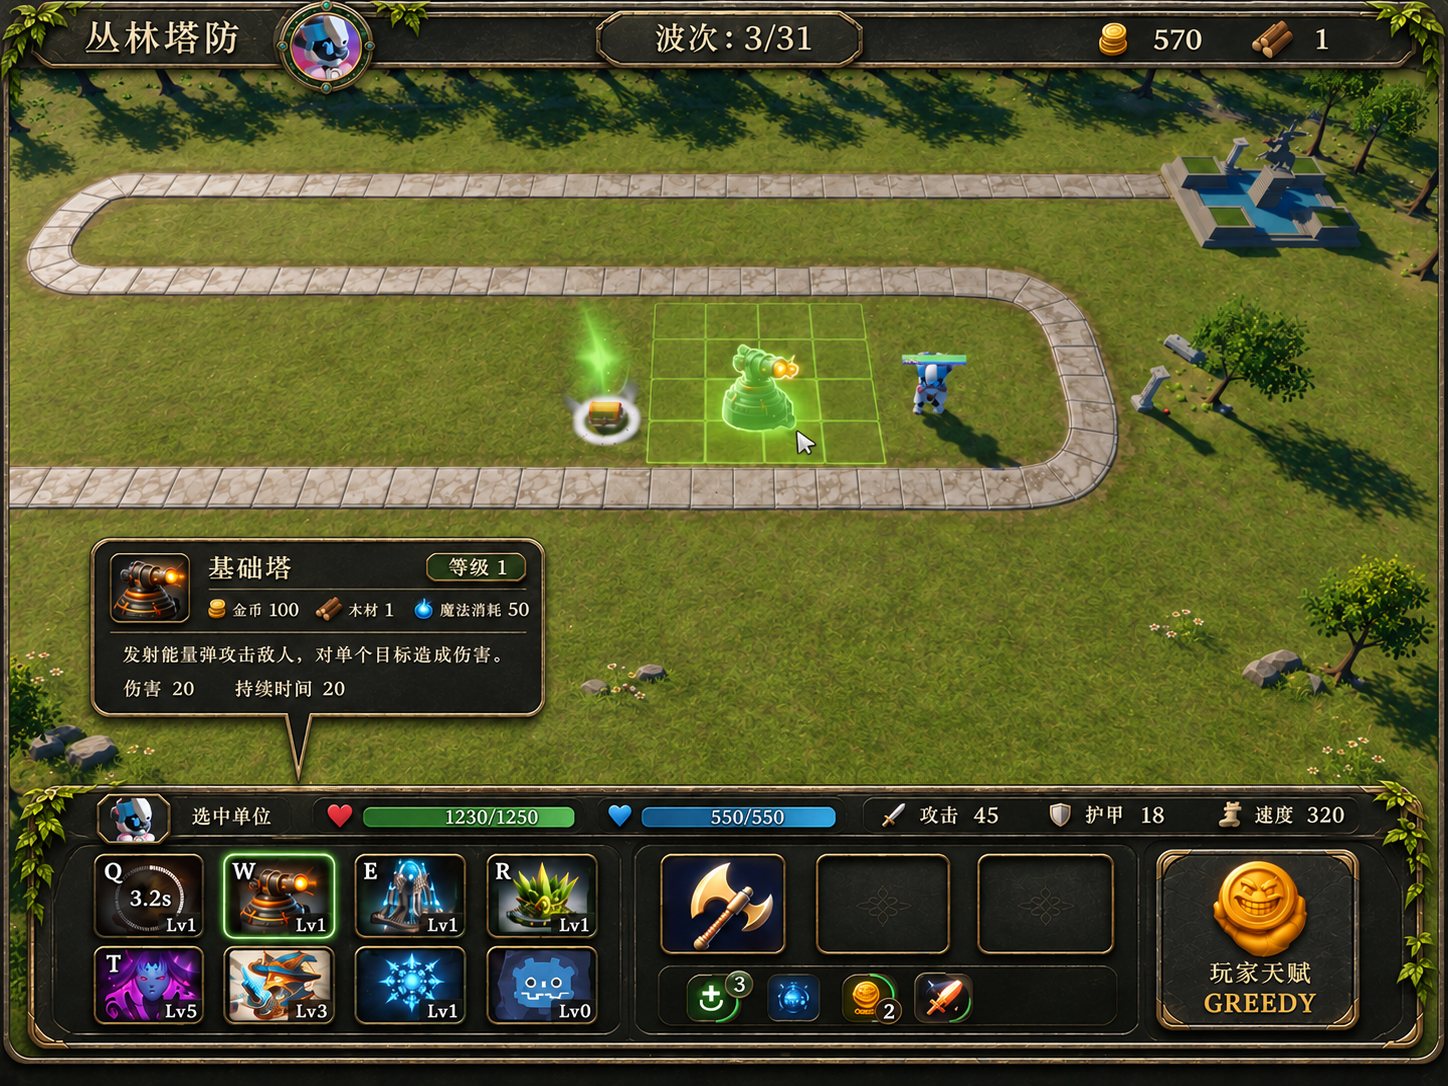 丛林塔防
波次：3/31
570
1
基础塔
等级 1
金币 100 木材 1 魔法消耗 50
发射能量弹攻击敌人，对单个目标造成伤害。
伤害 20 持续时间 20
选中单位
1230/1250
550/550
攻击 45
护甲 18
速度 320
Q
3.2s
Lv1
W
Lv1
E
Lv1
R
Lv1
T
Lv5
Lv3
Lv1
Lv0
3
2
玩家天赋
GREEDY